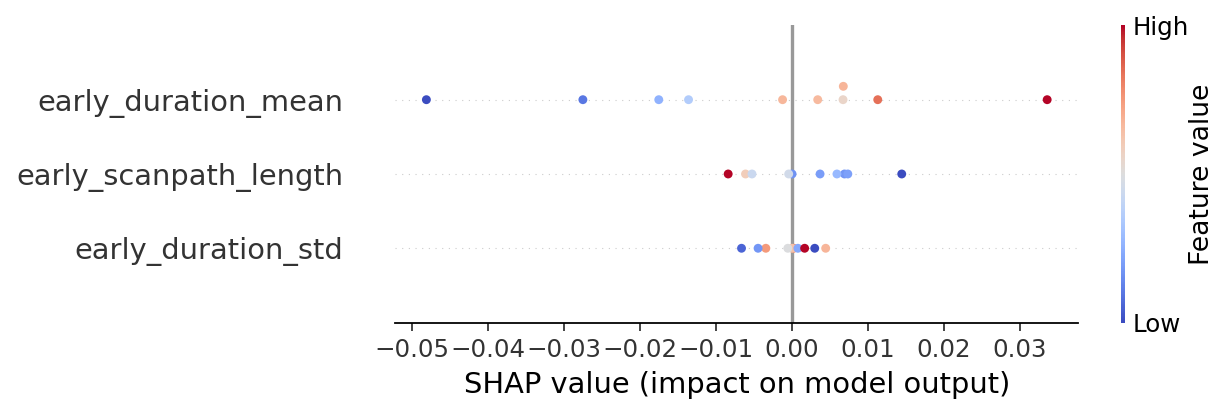 High
early_duration_mean
early_scanpath_length
early_duration_std
Feature value
Low
−0.05 −0.04 −0.03 −0.02 −0.01 0.00 0.01 0.02 0.03
SHAP value (impact on model output)